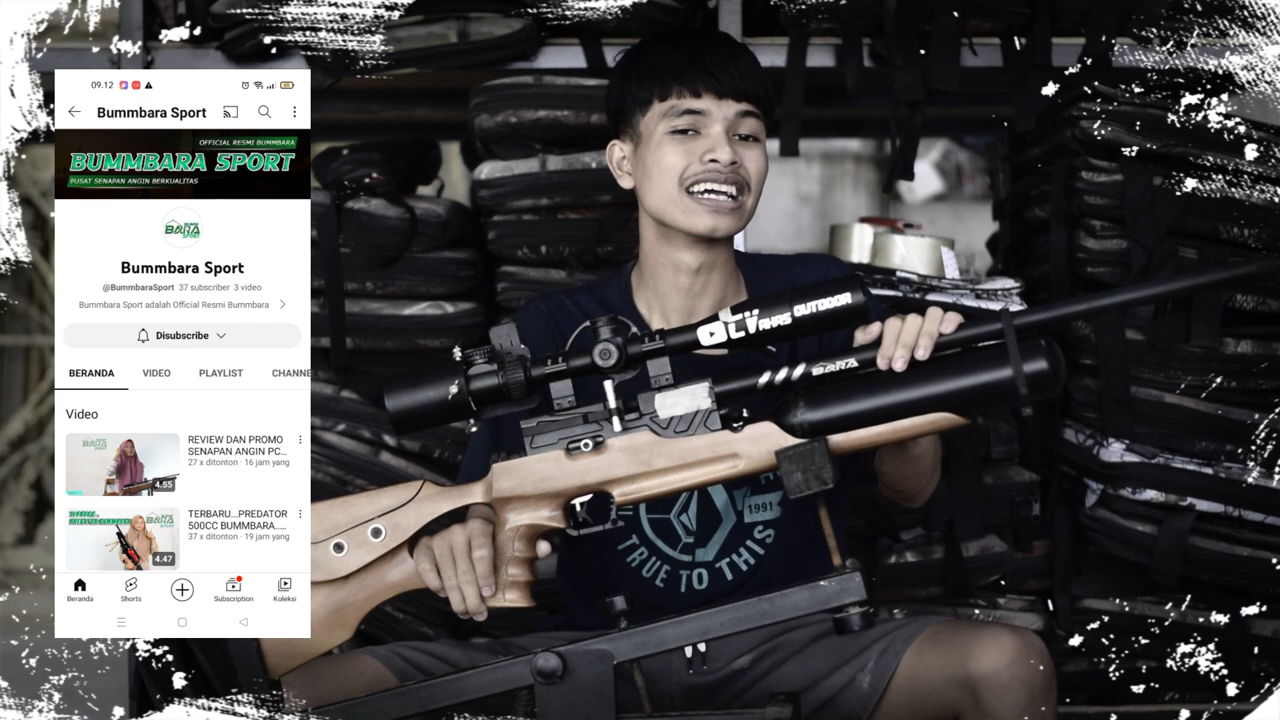 09.12
Bummbara Sport
OFFICIAL RESMI BUMMBARA
BUMMBARA SPORT
PUSAT SENAPAN ANGIN BERKUALITAS
BARA
SPORT
Bummbara Sport
@BummbaraSport 37 subscriber 3 video
Bummbara Sport adalah Official Resmi Bummbara
Disubscribe
BERANDA VIDEO PLAYLIST CHANNE
Video
REVIEW DAN PROMO
SENAPAN ANGIN PC...
27 x ditonton · 16 jam yang
4.55
TERBARU...PREDATOR
500CC BUMMBARA.....
37 x ditonton · 19 jam yang
4.47
Beranda Shorts Subscription Koleksi
OUTDOOR
BARA
1991
TRUE TO THIS